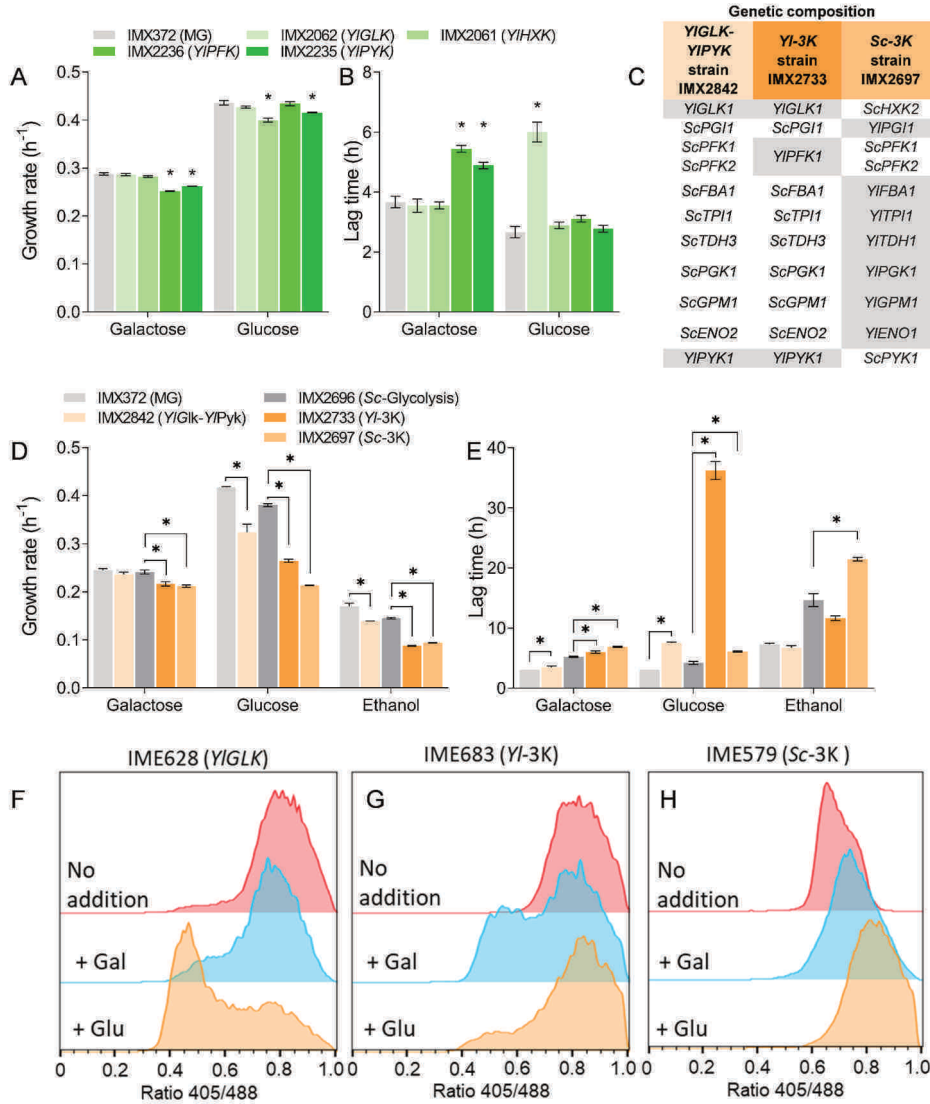 IMX372 (MG) IMX2062 (YlGLK) IMX2061 (YlHXK)
IMX2236 (YlPFK) IMX2235 (YlPYK)
A
Growth rate (h-1)
0.5
0.4
0.3
0.2
0.1
0.0
* * * *
Galactose Glucose
B
Lag time (h)
8
6
4
2
0
* * *
Galactose Glucose
C
Genetic composition
YlGLK- Yl-3K Sc-3K
YlPYK strain strain
strain IMX2733 IMX2697
IMX2842
YlGLK1 YlGLK1 ScHXK2
ScPGI1 ScPGI1 YlPGI1
ScPFK1 YlPFK1 ScPFK1
ScPFK2 ScPFK2
ScFBA1 ScFBA1 YlFBA1
ScTPI1 ScTPI1 YlTPI1
ScTDH3 ScTDH3 YlTDH1
ScPGK1 ScPGK1 YlPGK1
ScGPM1 ScGPM1 YlGPM1
ScENO2 ScENO2 YlENO1
YlPYK1 YlPYK1 ScPYK1
IMX372 (MG) IMX2696 (Sc-Glycolysis)
IMX2842 (YlGlk-YlPyk) IMX2733 (Yl-3K)
IMX2697 (Sc-3K)
D
Growth rate (h-1)
0.5
0.4
0.3
0.2
0.1
0.0
* * * * * * * *
Galactose Glucose Ethanol
E
Lag time (h)
40
30
20
10
0
* * * * * * *
Galactose Glucose Ethanol
IME628 (YlGLK)
F
No
addition
+ Gal
+ Glu
0 0.2 0.4 0.6 0.8 1.0
Ratio 405/488
IME683 (Yl-3K)
G
No
addition
+ Gal
+ Glu
0 0.2 0.4 0.6 0.8 1.0
Ratio 405/488
IME579 (Sc-3K )
H
No
addition
+ Gal
+ Glu
0 0.2 0.4 0.6 0.8 1.0
Ratio 405/488